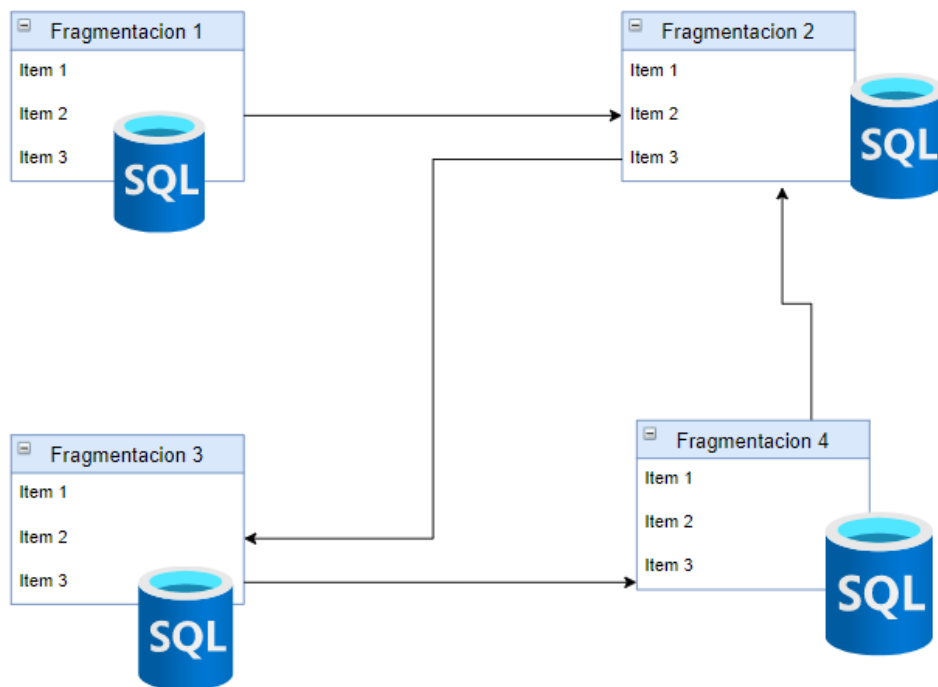 Fragmentacion 1
Item 1
Item 2
Item 3
SQL
Fragmentacion 2
Item 1
Item 2
Item 3
SQL
Fragmentacion 3
Item 1
Item 2
Item 3
SQL
Fragmentacion 4
Item 1
Item 2
Item 3
SQL